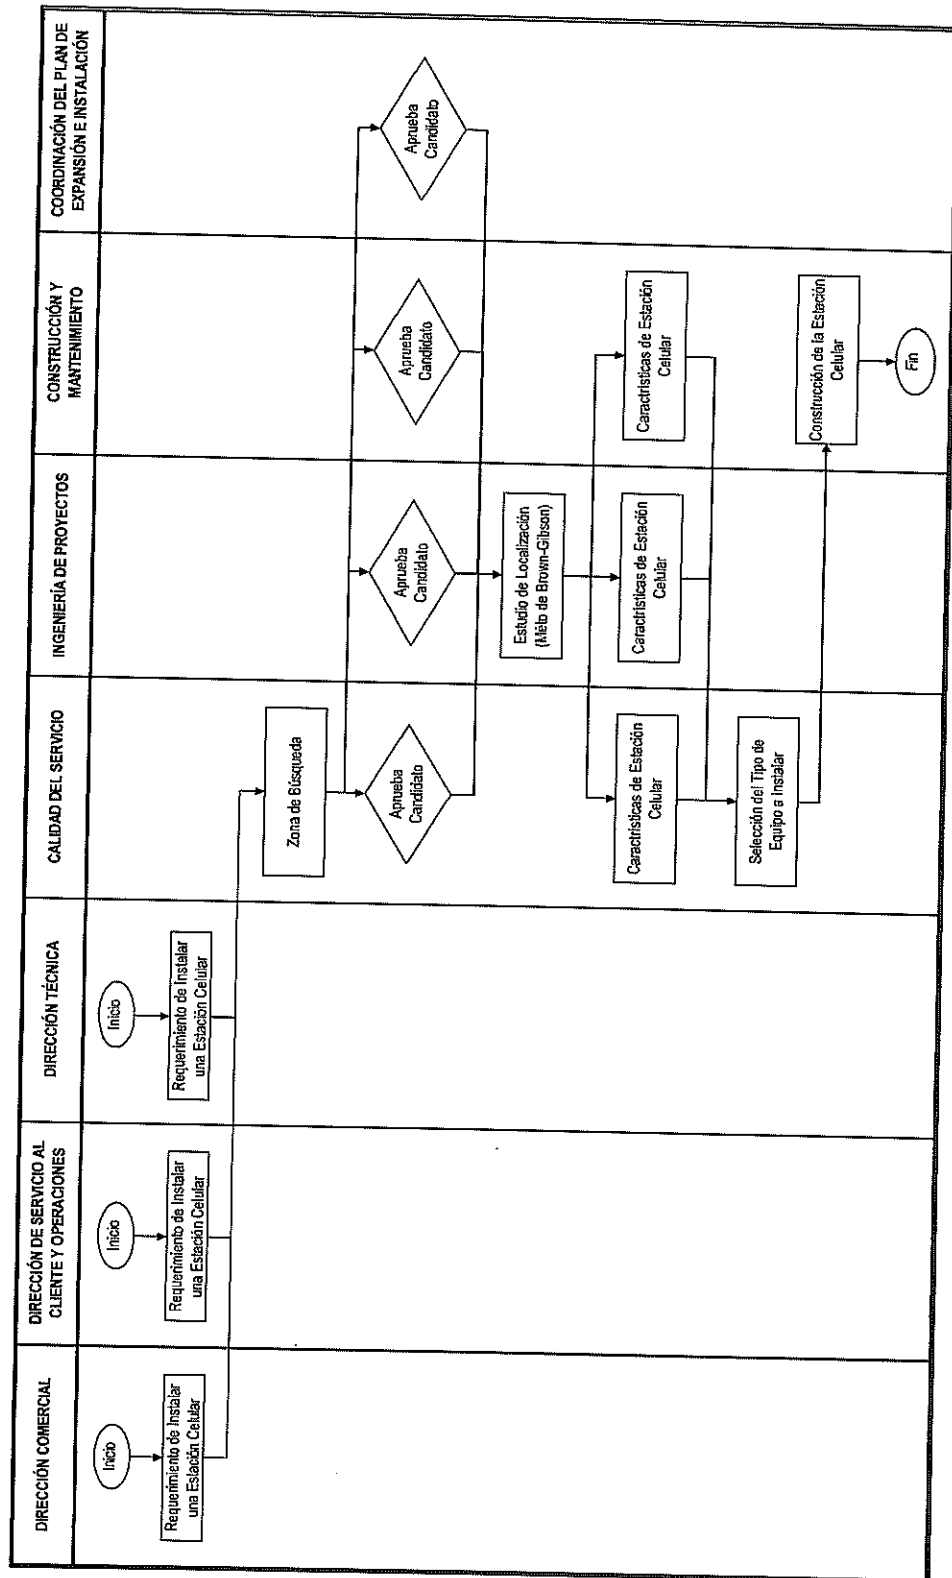 DIRECCIÓN COMERCIAL
DIRECCIÓN DE SERVICIO AL
CLIENTE Y OPERACIONES
DIRECCIÓN TÉCNICA
CALIDAD DEL SERVICIO
INGENIERÍA DE PROYECTOS
CONSTRUCCIÓN Y
MANTENIMIENTO
COORDINACIÓN DEL PLAN DE
EXPANSIÓN E INSTALACIÓN
Inicio
Inicio
Inicio
Requerimiento de Instalar
una Estación Celular
Requerimiento de Instalar
una Estación Celular
Requerimiento de Instalar
una Estación Celular
Zona de Búsqueda
Aprueba
Candidato
Aprueba
Candidato
Aprueba
Candidato
Aprueba
Candidato
Estudio de Localización
(Méto de Brown-Gibson)
Caractrísticas de Estación
Celular
Caractrísticas de Estación
Celular
Caractrísticas de Estación
Celular
Selección del Tipo de
Equipo a Instalar
Construcción de la Estación
Celular
Fin